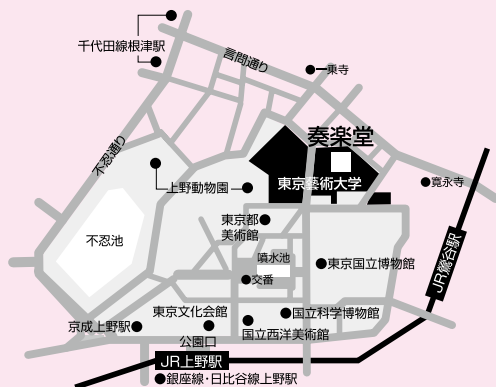 千代田線根津駅
言問通り
一乗寺
奏楽堂
不忍通り
上野動物園
東京藝術大学
寛永寺
東京都
美術館
不忍池
噴水池
東京国立博物館
JR鶯谷駅
交番
東京文化会館
国立科学博物館
京成上野駅
公園口
国立西洋美術館
JR上野駅
銀座線・日比谷線上野駅